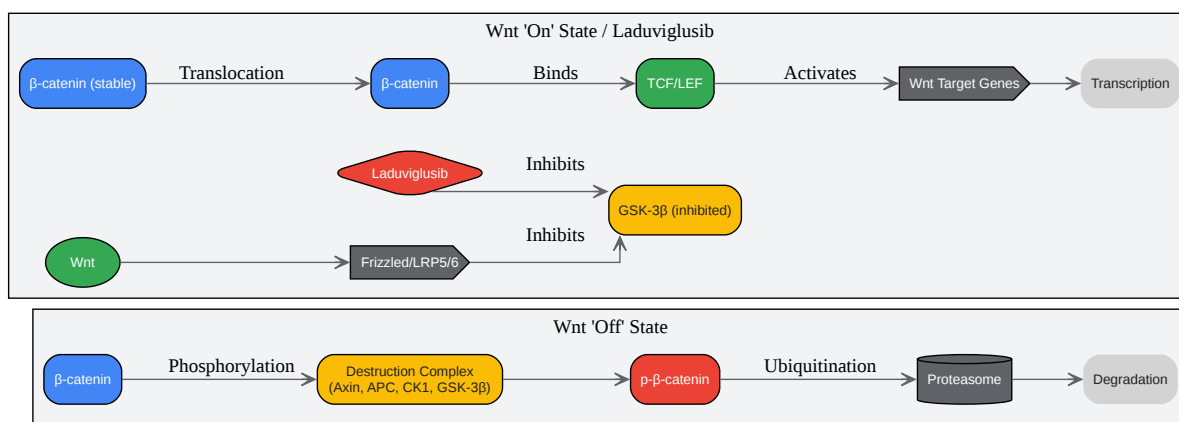 Wnt 'On' State / Laduviglusib
β-catenin (stable)
Translocation
β-catenin
Binds
TCF/LEF
Activates
Wnt Target Genes
Transcription
Laduviglusib
Inhibits
GSK-3β (inhibited)
Inhibits
Wnt
Frizzled/LRP5/6
Wnt 'Off' State
β-catenin
Phosphorylation
Destruction Complex
(Axin, APC, CK1, GSK-3β)
p-β-catenin
Ubiquitination
Proteasome
Degradation